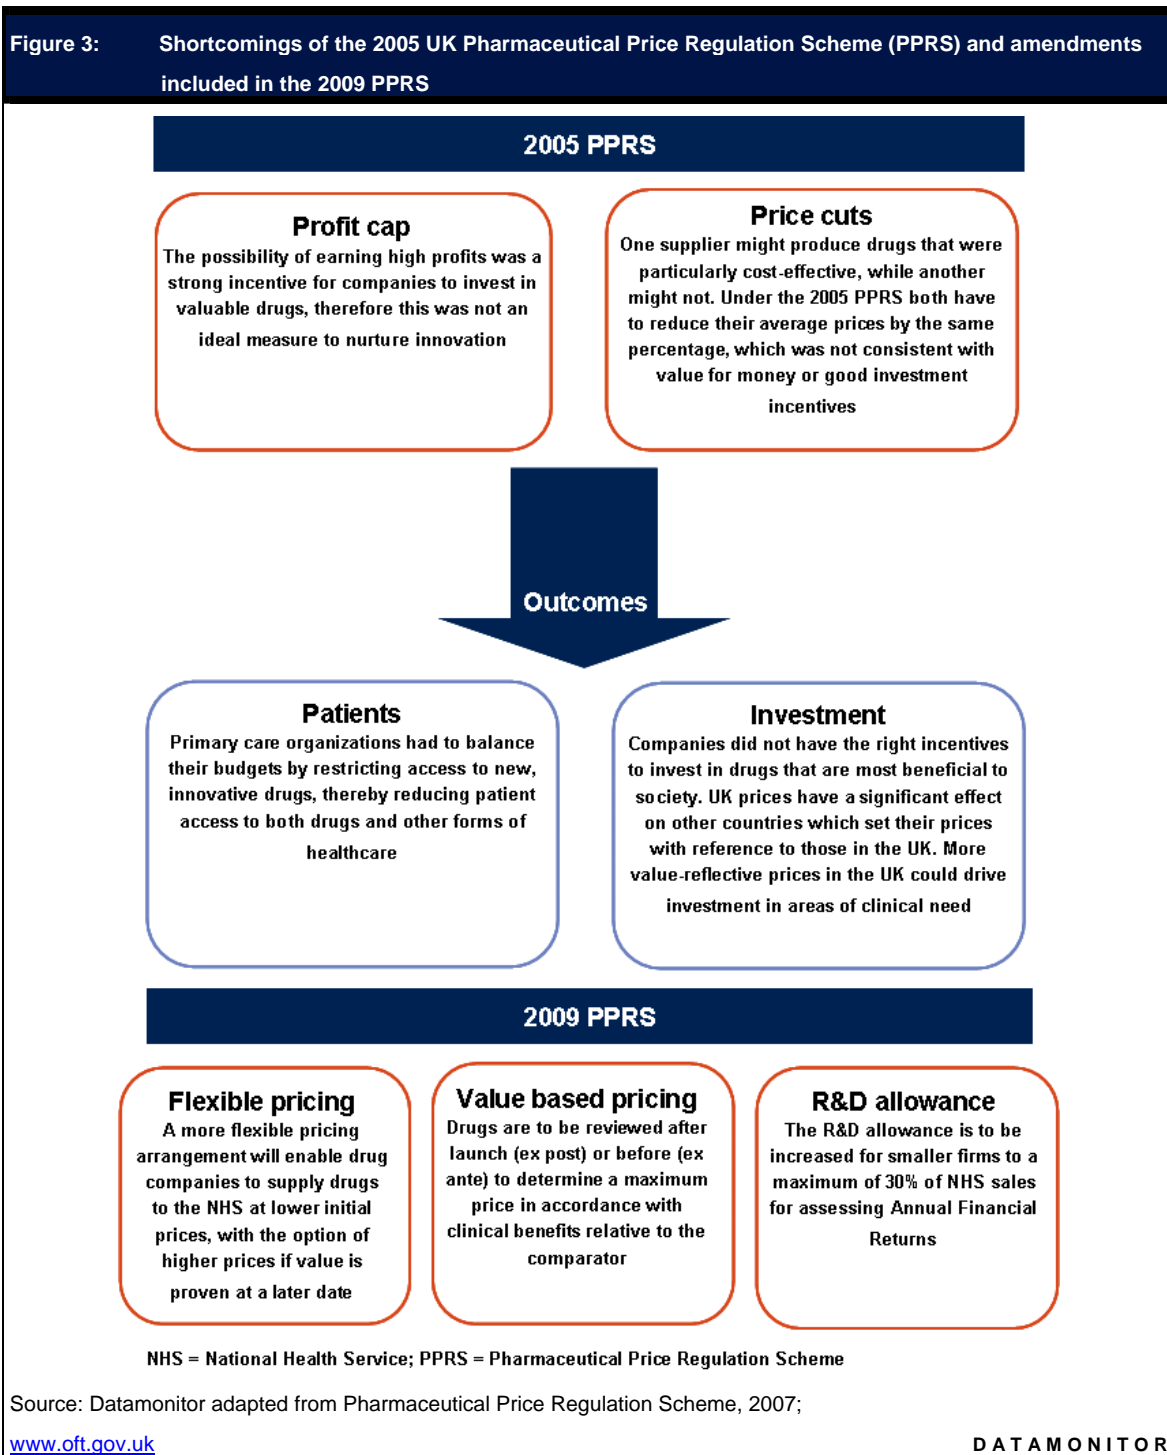 Figure 3: Shortcomings of the 2005 UK Pharmaceutical Price Regulation Scheme (PPRS) and amendments
included in the 2009 PPRS
2005 PPRS
Profit cap
The possibility of earning high profits was a
strong incentive for companies to invest in
valuable drugs, therefore this was not an
ideal measure to nurture innovation
Price cuts
One supplier might produce drugs that were
particularly cost-effective, while another
might not. Under the 2005 PPRS both have
to reduce their average prices by the same
percentage, which was not consistent with
value for money or good investment
incentives
Outcomes
Patients
Primary care organizations had to balance
their budgets by restricting access to new,
innovative drugs, thereby reducing patient
access to both drugs and other forms of
healthcare
Investment
Companies did not have the right incentives
to invest in drugs that are most beneficial to
society. UK prices have a significant effect
on other countries which set their prices
with reference to those in the UK. More
value-reflective prices in the UK could drive
investment in areas of clinical need
2009 PPRS
Flexible pricing
A more flexible pricing
arrangement will enable drug
companies to supply drugs
to the NHS at lower initial
prices, with the option of
higher prices if value is
proven at a later date
Value based pricing
Drugs are to be reviewed after
launch (ex post) or before (ex
ante) to determine a maximum
price in accordance with
clinical benefits relative to the
comparator
R&D allowance
The R&D allowance is to be
increased for smaller firms to a
maximum of 30% of NHS sales
for assessing Annual Financial
Returns
NHS = National Health Service; PPRS = Pharmaceutical Price Regulation Scheme
Source: Datamonitor adapted from Pharmaceutical Price Regulation Scheme, 2007;
www.oft.gov.uk
DATAMONITOR